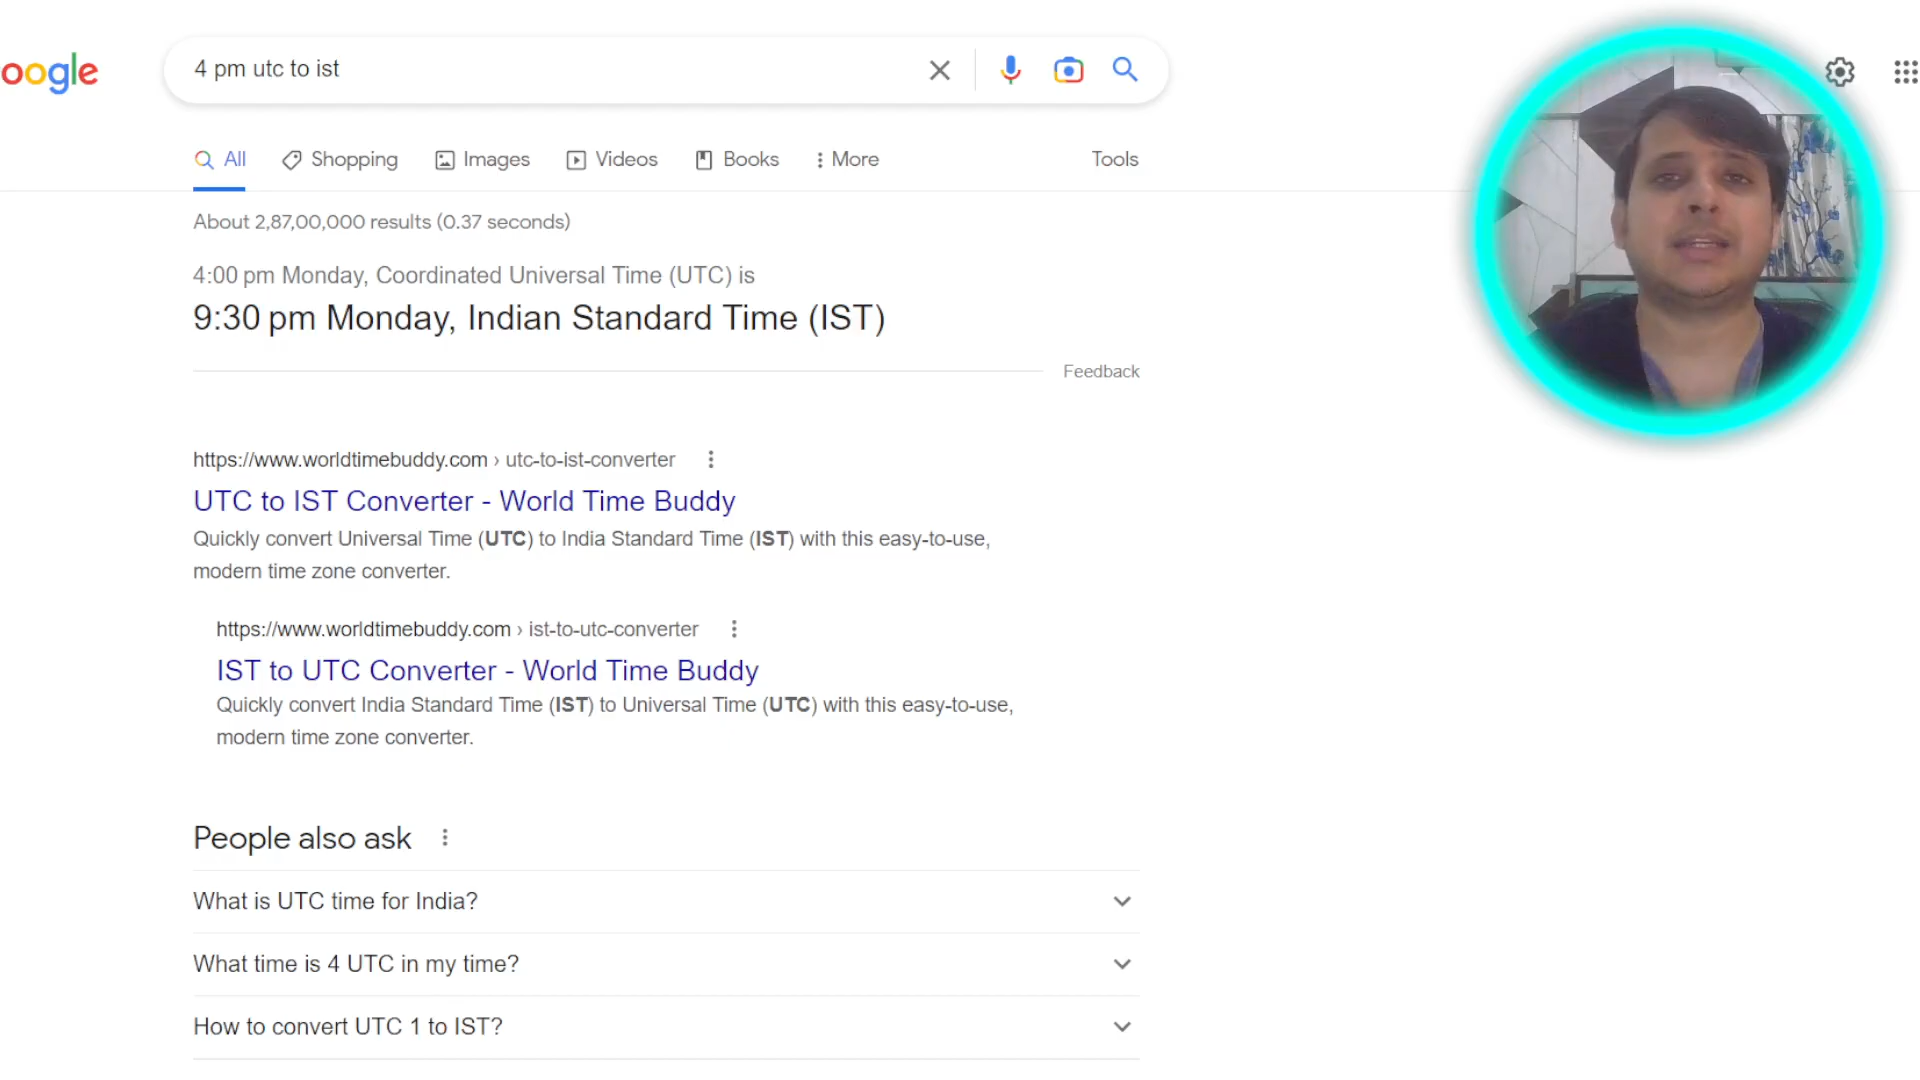 oogle
4 pm utc to ist
All
Shopping
Images
Videos
Books
More
Tools
About 2,87,00,000 results (0.37 seconds)
4:00 pm Monday, Coordinated Universal Time (UTC) is
9:30 pm Monday, Indian Standard Time (IST)
Feedback
https://www.worldtimebuddy.com › utc-to-ist-converter
UTC to IST Converter - World Time Buddy
Quickly convert Universal Time (UTC) to India Standard Time (IST) with this easy-to-use,
modern time zone converter.
https://www.worldtimebuddy.com › ist-to-utc-converter
IST to UTC Converter - World Time Buddy
Quickly convert India Standard Time (IST) to Universal Time (UTC) with this easy-to-use,
modern time zone converter.
People also ask
What is UTC time for India?
What time is 4 UTC in my time?
How to convert UTC 1 to IST?